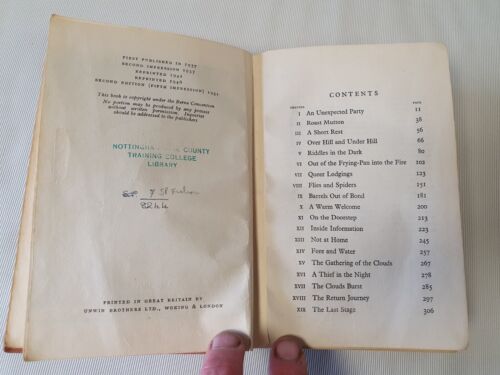 FIRST PUBLISHED IN 1937
SECOND IMPRESSION 1937
REPRINTED 1942
REPRINTED 1946
SECOND EDITION (FIFTH IMPRESSION) 1951
This book is copyright under the Berne Convention
No portion may be reproduced by any process
without written permission. Inquiries
should be addressed to the publishers
NOTTINGHAM COUNTY
TRAINING COLLEGE
LIBRARY
PRINTED IN GREAT BRITAIN BY
UNWIN BROTHERS LTD., WOKING & LONDON
CONTENTS
CHAPTER PAGE
I An Unexpected Party 11
II Roast Mutton 38
III A Short Rest 56
IV Over Hill and Under Hill 66
V Riddles in the Dark 80
VI Out of the Frying-Pan into the Fire 102
VII Queer Lodgings 123
VIII Flies and Spiders 151
IX Barrels Out of Bond 181
X A Warm Welcome 200
XI On the Doorstep 213
XII Inside Information 223
XIII Not at Home 245
XIV Fire and Water 257
XV The Gathering of the Clouds 267
XVI A Thief in the Night 278
XVII The Clouds Burst 285
XVIII The Return Journey 297
XIX The Last Stage 306